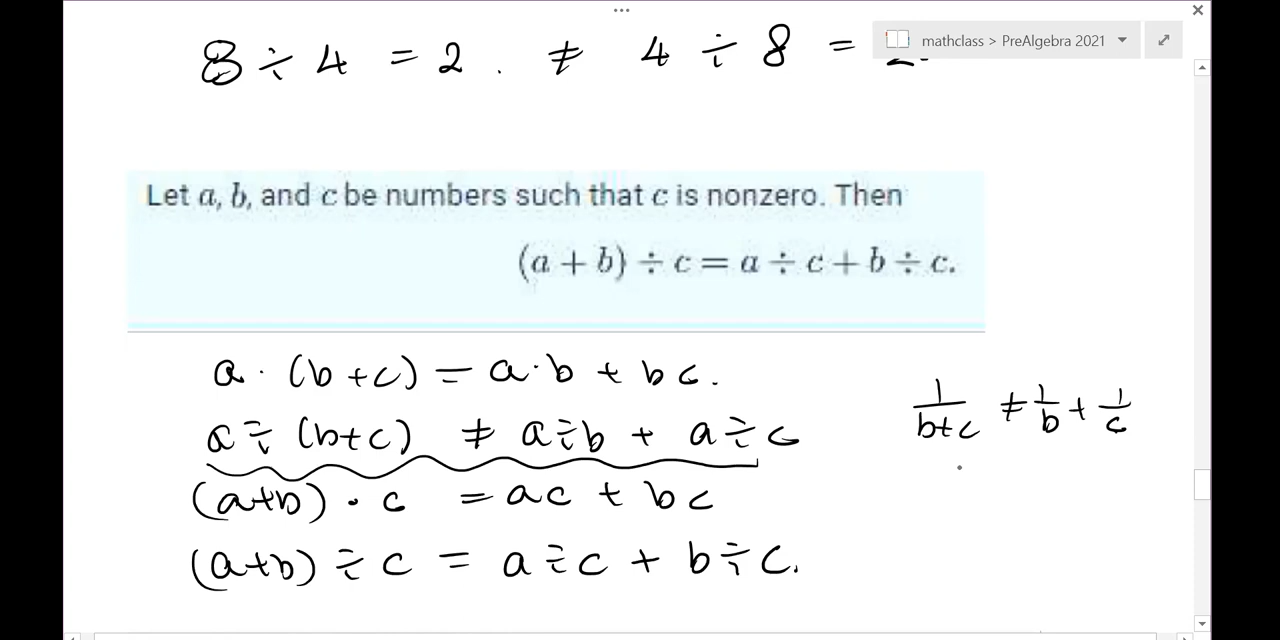 mathclass > PreAlgebra 2021
8 ÷ 4 = 2 . ≠ 4 ÷ 8 =
Let a, b, and c be numbers such that c is nonzero. Then
(a + b) ÷ c = a ÷ c + b ÷ c.
a · (b+c) = a·b + bc.
a ÷ (b+c) ≠ a÷b + a÷c
(a+b) · c = ac + bc
(a+b) ÷ c = a÷c + b÷c.
1/(b+c) ≠ 1/b + 1/c